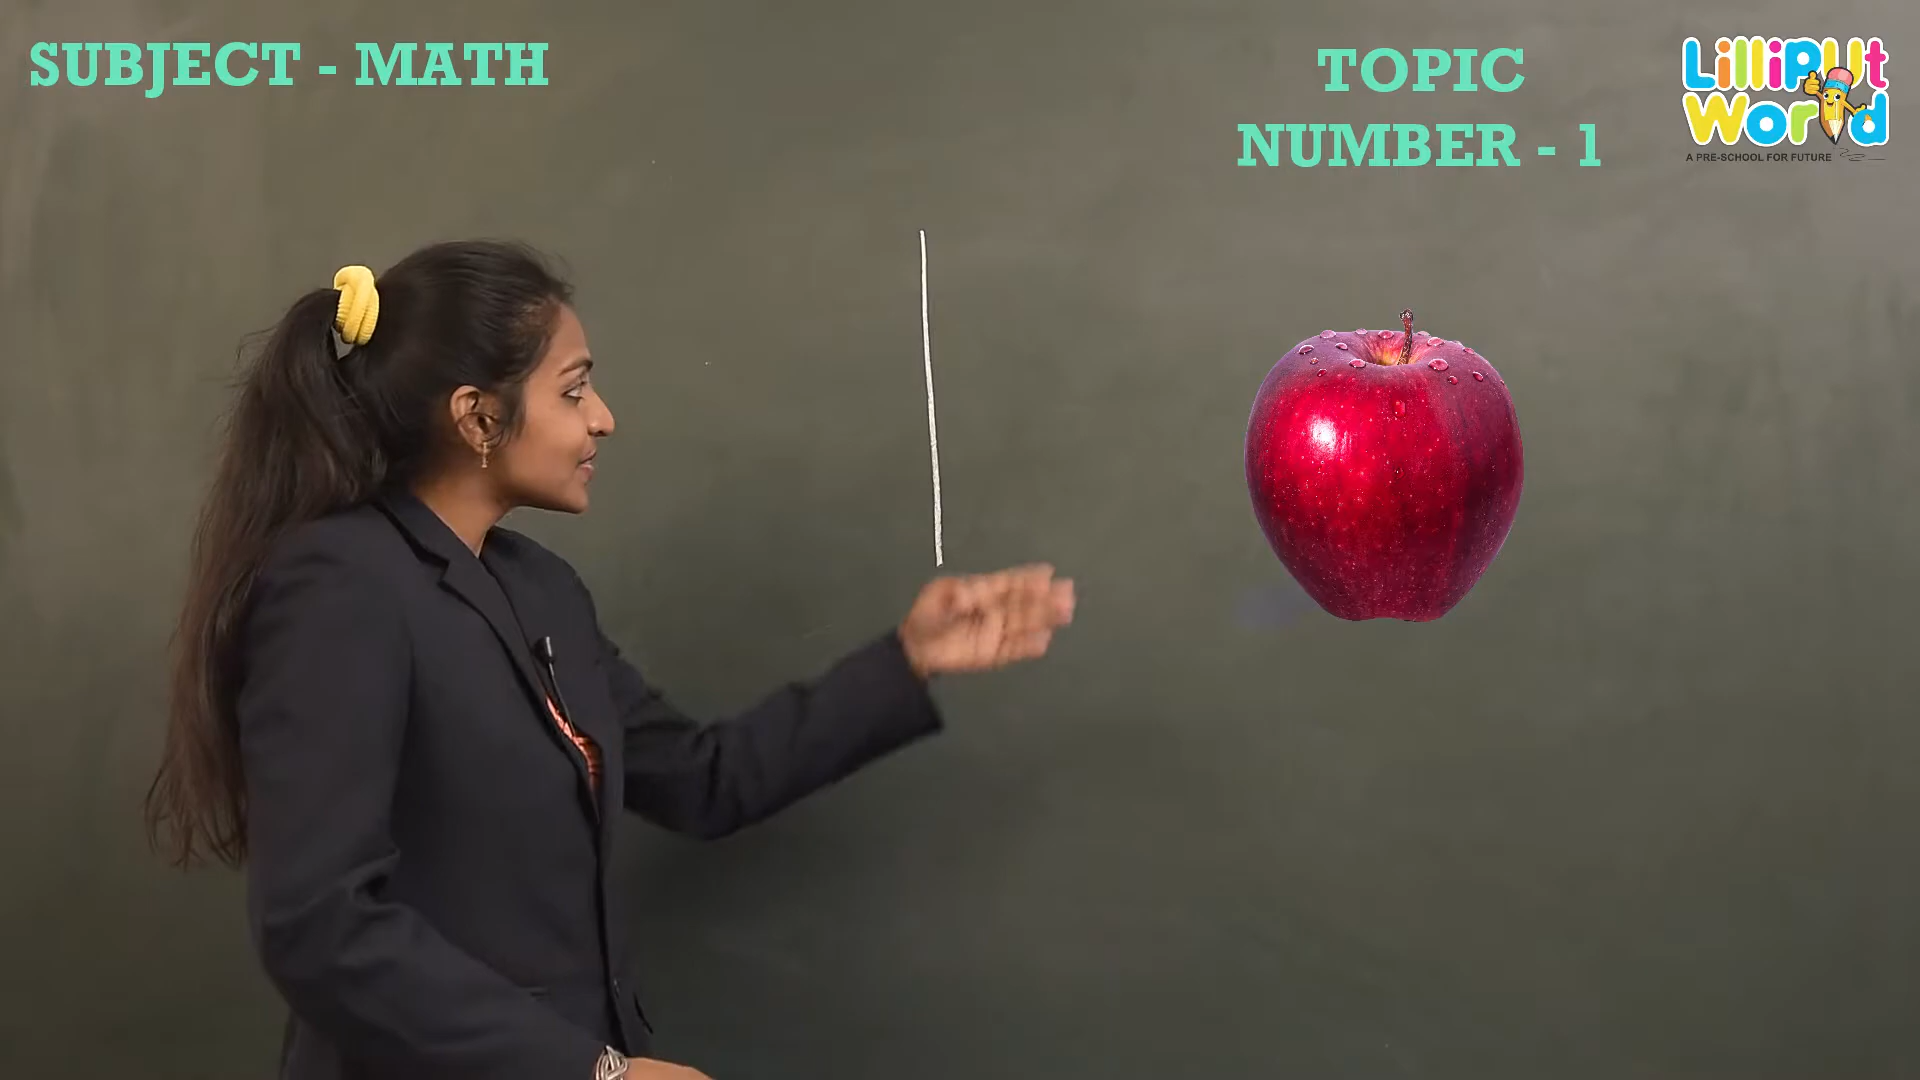 SUBJECT - MATH
TOPIC
NUMBER - 1
Lilliput
World
A PRE-SCHOOL FOR FUTURE